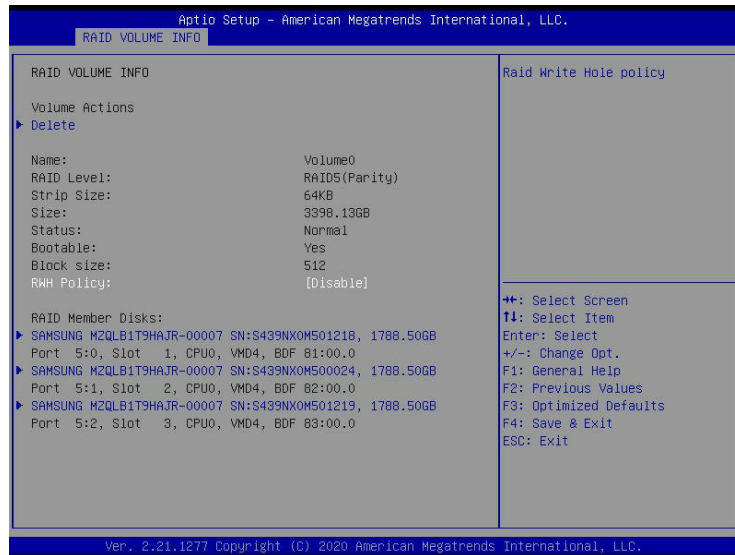 Aptio Setup – American Megatrends International, LLC.
RAID VOLUME INFO
RAID VOLUME INFO
Raid Write Hole policy
Volume Actions
Delete
Name: Volume0
RAID Level: RAID5(Parity)
Strip Size: 64KB
Size: 3398.13GB
Status: Normal
Bootable: Yes
Block size: 512
RWH Policy: [Disable]
RAID Member Disks:
SAMSUNG MZQLB1T9HAJR-00007 SN:S439NX0M501218, 1788.50GB
Port 5:0, Slot 1, CPU0, VMD4, BDF 81:00.0
SAMSUNG MZQLB1T9HAJR-00007 SN:S439NX0M500024, 1788.50GB
Port 5:1, Slot 2, CPU0, VMD4, BDF 82:00.0
SAMSUNG MZQLB1T9HAJR-00007 SN:S439NX0M501219, 1788.50GB
Port 5:2, Slot 3, CPU0, VMD4, BDF 83:00.0
→←: Select Screen
↑↓: Select Item
Enter: Select
+/-: Change Opt.
F1: General Help
F2: Previous Values
F3: Optimized Defaults
F4: Save & Exit
ESC: Exit
Ver. 2.21.1277 Copyright (C) 2020 American Megatrends International, LLC.